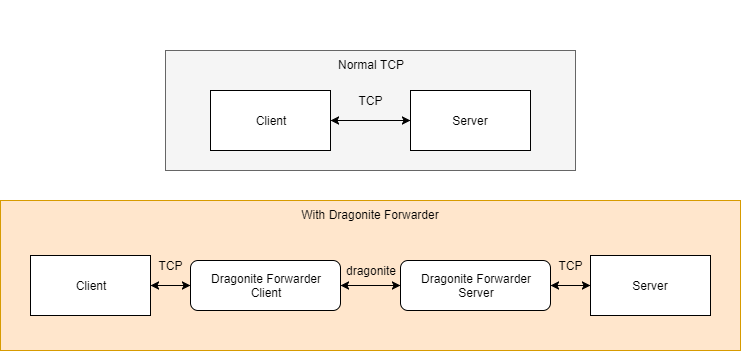 Normal TCP
Client
TCP
Server
With Dragonite Forwarder
Client
TCP
Dragonite Forwarder
Client
dragonite
Dragonite Forwarder
Server
TCP
Server